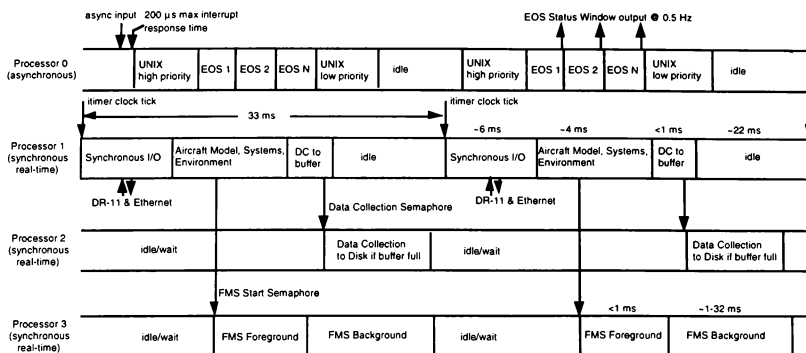 async input
200 µs max interrupt
response time
EOS Status Window output @ 0.5 Hz
Processor 0
(asynchronous)
UNIX
high priority
EOS 1
EOS 2
EOS N
UNIX
low priority
idle
UNIX
high priority
EOS 1
EOS 2
EOS N
UNIX
low priority
idle
itimer clock tick
itimer clock tick
33 ms
~6 ms
~4 ms
<1 ms
~22 ms
Processor 1
(synchronous
real-time)
Synchronous I/O
Aircraft Model, Systems,
Environment
DC to
buffer
idle
Synchronous I/O
Aircraft Model, Systems,
Environment
DC to
buffer
idle
DR-11 & Ethernet
Data Collection Semaphore
DR-11 & Ethernet
Processor 2
(synchronous
real-time)
idle/wait
Data Collection
to Disk if buffer full
idle/wait
Data Collection
to Disk if buffer full
FMS Start Semaphore
<1 ms
~1-32 ms
Processor 3
(synchronous
real-time)
idle/wait
FMS Foreground
FMS Background
idle/wait
FMS Foreground
FMS Background